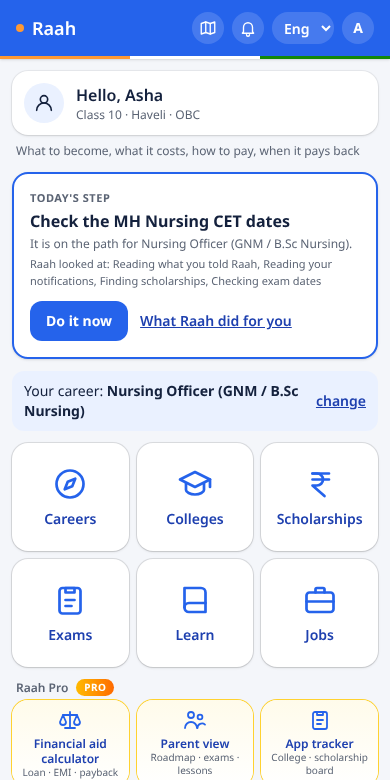 Raah
Eng
A
Hello, Asha
Class 10 · Haveli · OBC
What to become, what it costs, how to pay, when it pays back
TODAY'S STEP
Check the MH Nursing CET dates
It is on the path for Nursing Officer (GNM / B.Sc Nursing).
Raah looked at: Reading what you told Raah, Reading your
notifications, Finding scholarships, Checking exam dates
Do it now
What Raah did for you
Your career: Nursing Officer (GNM / B.Sc
Nursing)
change
Careers
Colleges
Scholarships
Exams
Learn
Jobs
Raah Pro
PRO
Financial aid
calculator
Loan · EMI · payback
Parent view
Roadmap · exams ·
lessons
App tracker
College · scholarship
board